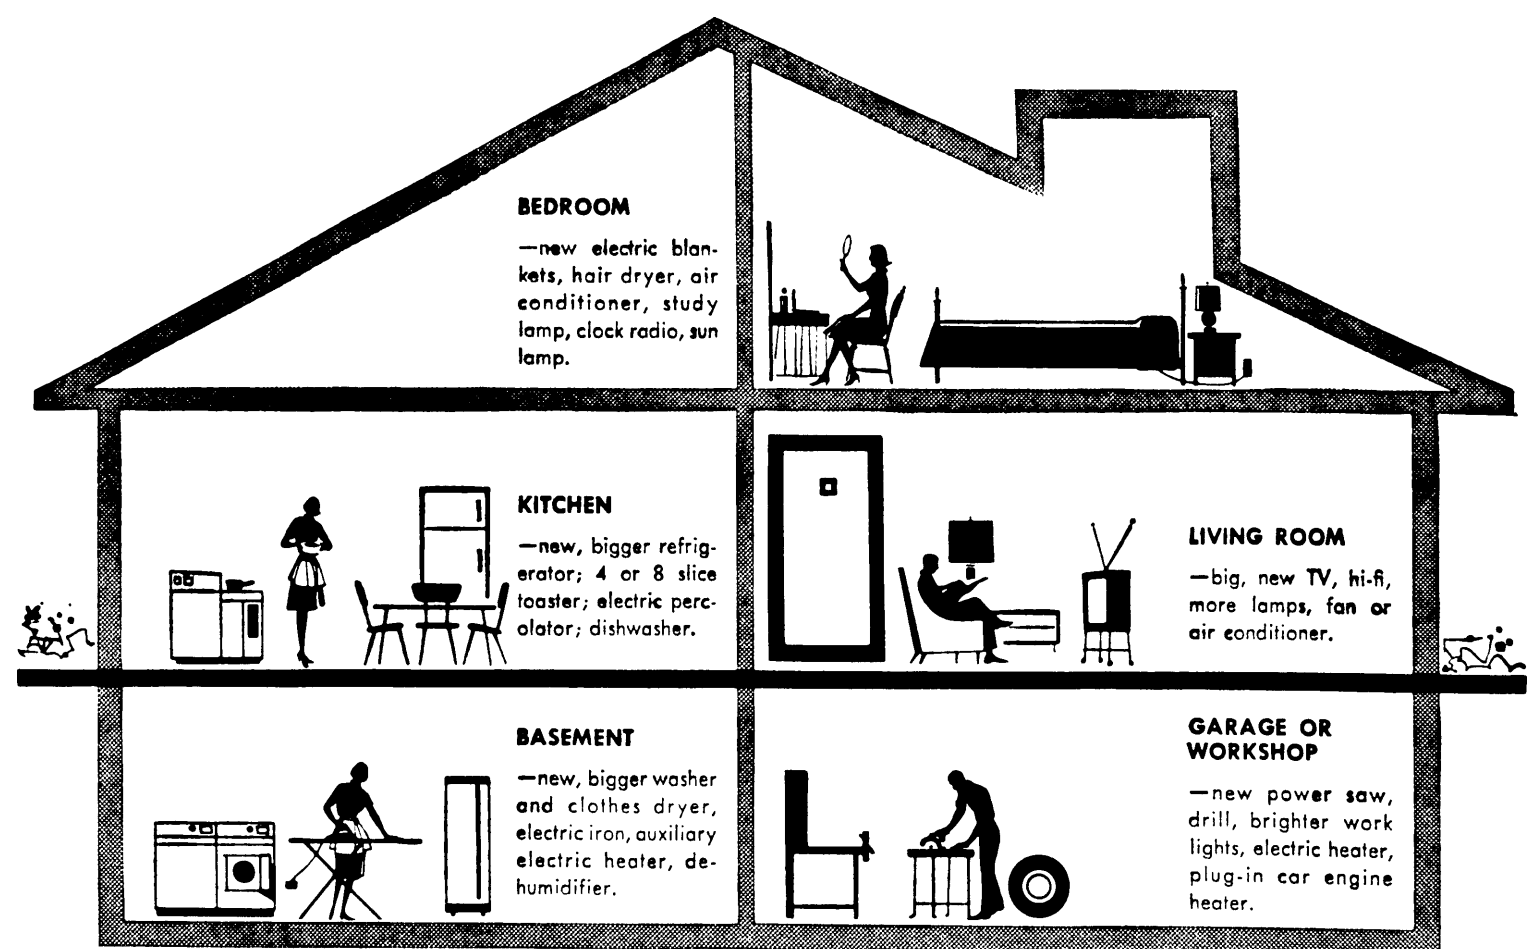 BEDROOM
—new electric blan-
kets, hair dryer, air
conditioner, study
lamp, clock radio, sun
lamp.
KITCHEN
—new, bigger refrig-
erator; 4 or 8 slice
toaster; electric perc-
olator; dishwasher.
LIVING ROOM
—big, new TV, hi-fi,
more lamps, fan or
air conditioner.
BASEMENT
—new, bigger washer
and clothes dryer,
electric iron, auxiliary
electric heater, de-
humidifier.
GARAGE OR
WORKSHOP
—new power saw,
drill, brighter work
lights, electric heater,
plug-in car engine
heater.